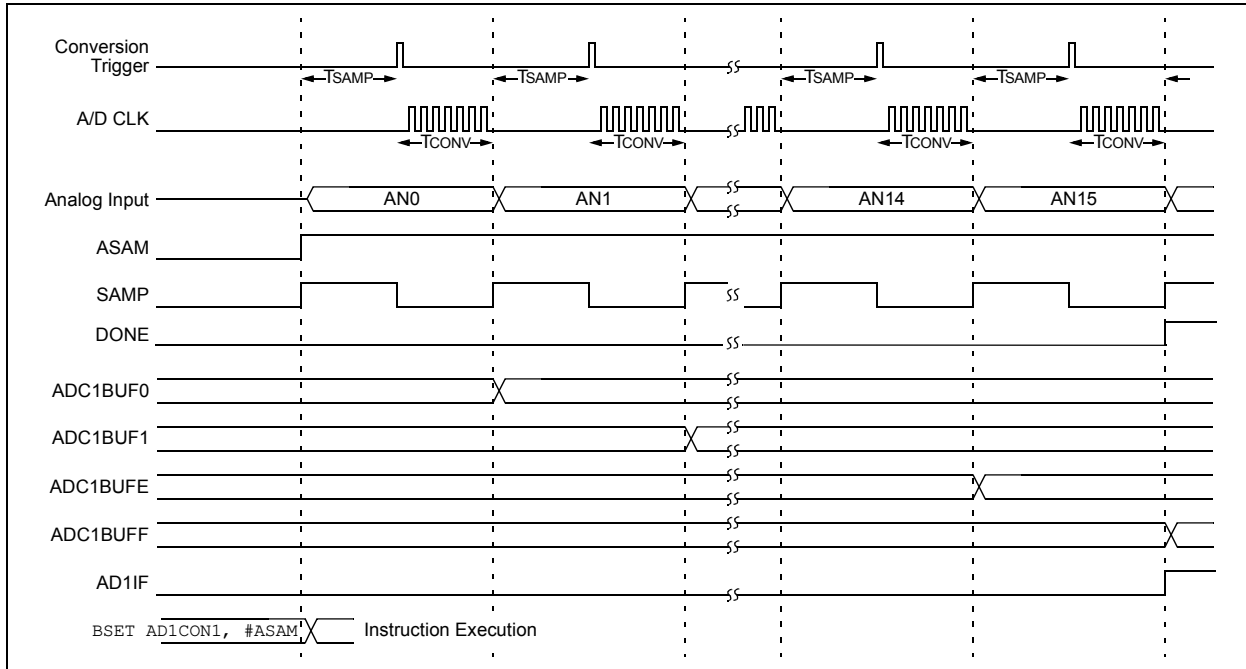 Conversion
Trigger
TSAMP TSAMP TSAMP TSAMP
A/D CLK
TCONV TCONV TCONV TCONV
Analog Input AN0 AN1 AN14 AN15
ASAM
SAMP
DONE
ADC1BUF0
ADC1BUF1
ADC1BUFE
ADC1BUFF
AD1IF
BSET AD1CON1, #ASAM Instruction Execution